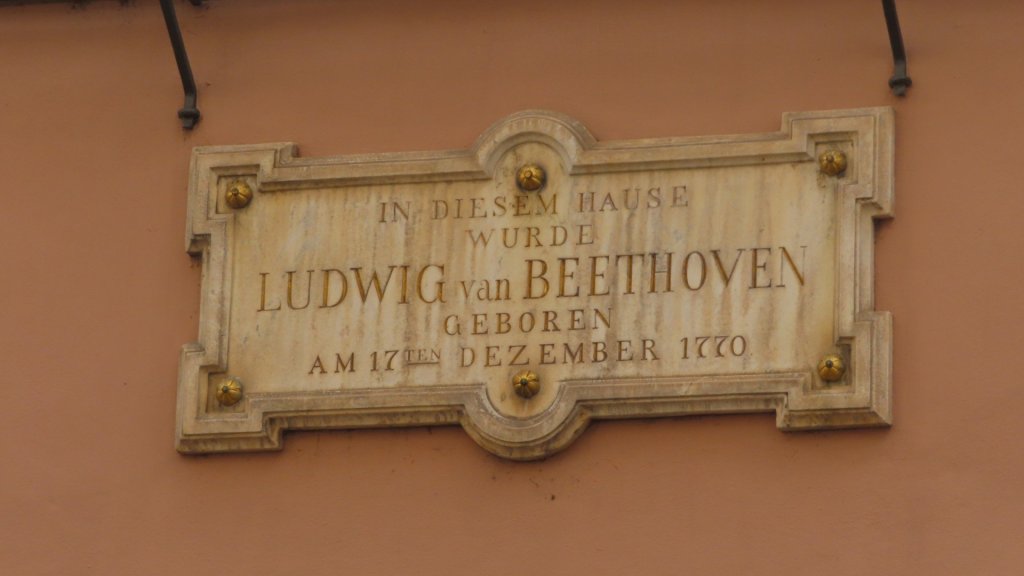 IN DIESEM HAUSE
WURDE
LUDWIG van BEETHOVEN
GEBOREN
AM 17TEN DEZEMBER 1770